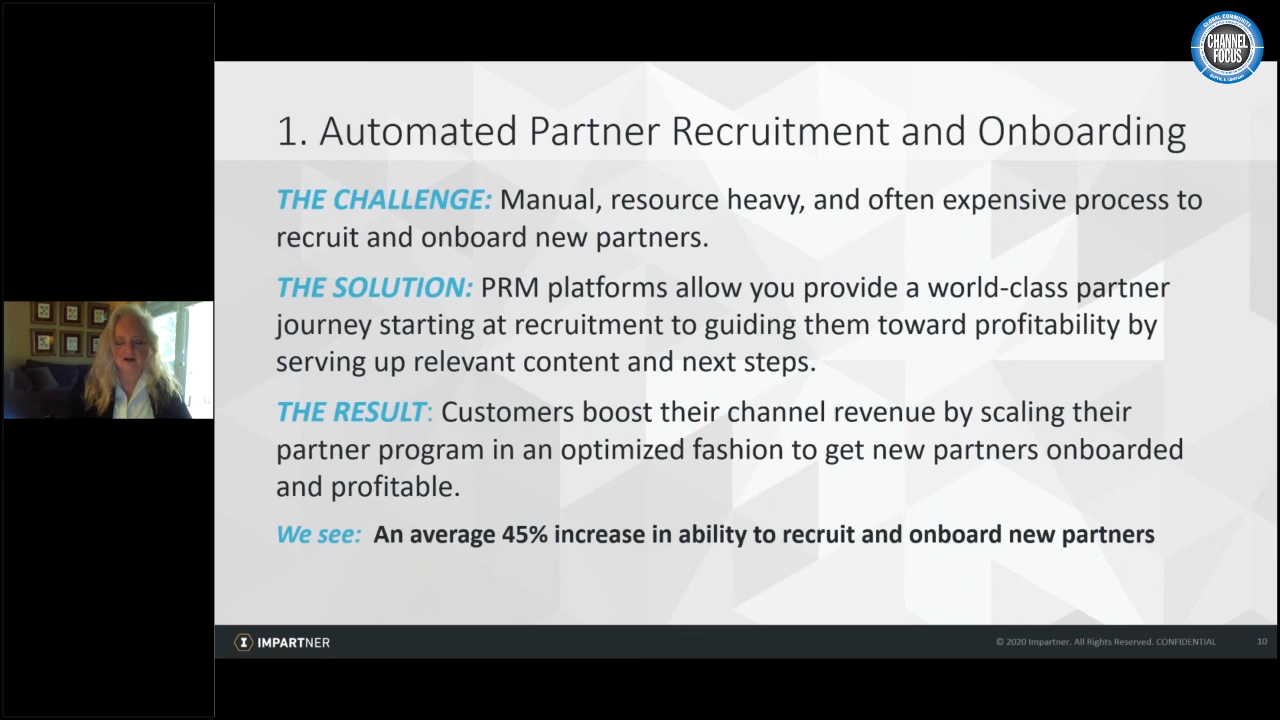 GLOBAL COMMUNITY
CHANNEL
FOCUS
1. Automated Partner Recruitment and Onboarding
THE CHALLENGE: Manual, resource heavy, and often expensive process to
recruit and onboard new partners.
THE SOLUTION: PRM platforms allow you provide a world-class partner
journey starting at recruitment to guiding them toward profitability by
serving up relevant content and next steps.
THE RESULT: Customers boost their channel revenue by scaling their
partner program in an optimized fashion to get new partners onboarded
and profitable.
We see: An average 45% increase in ability to recruit and onboard new partners
IMPARTNER
© 2020 Impartner. All Rights Reserved. CONFIDENTIAL 10